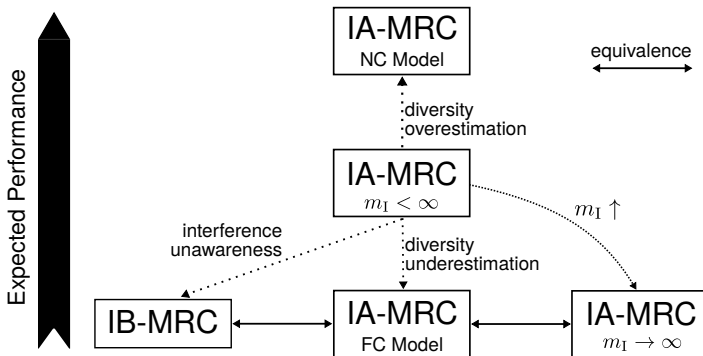 IA-MRC
NC Model
equivalence
Expected Performance
diversity
overestimation
IA-MRC
m_I < ∞
m_I ↑
interference
unawareness
diversity
underestimation
IB-MRC
IA-MRC
FC Model
IA-MRC
m_I → ∞